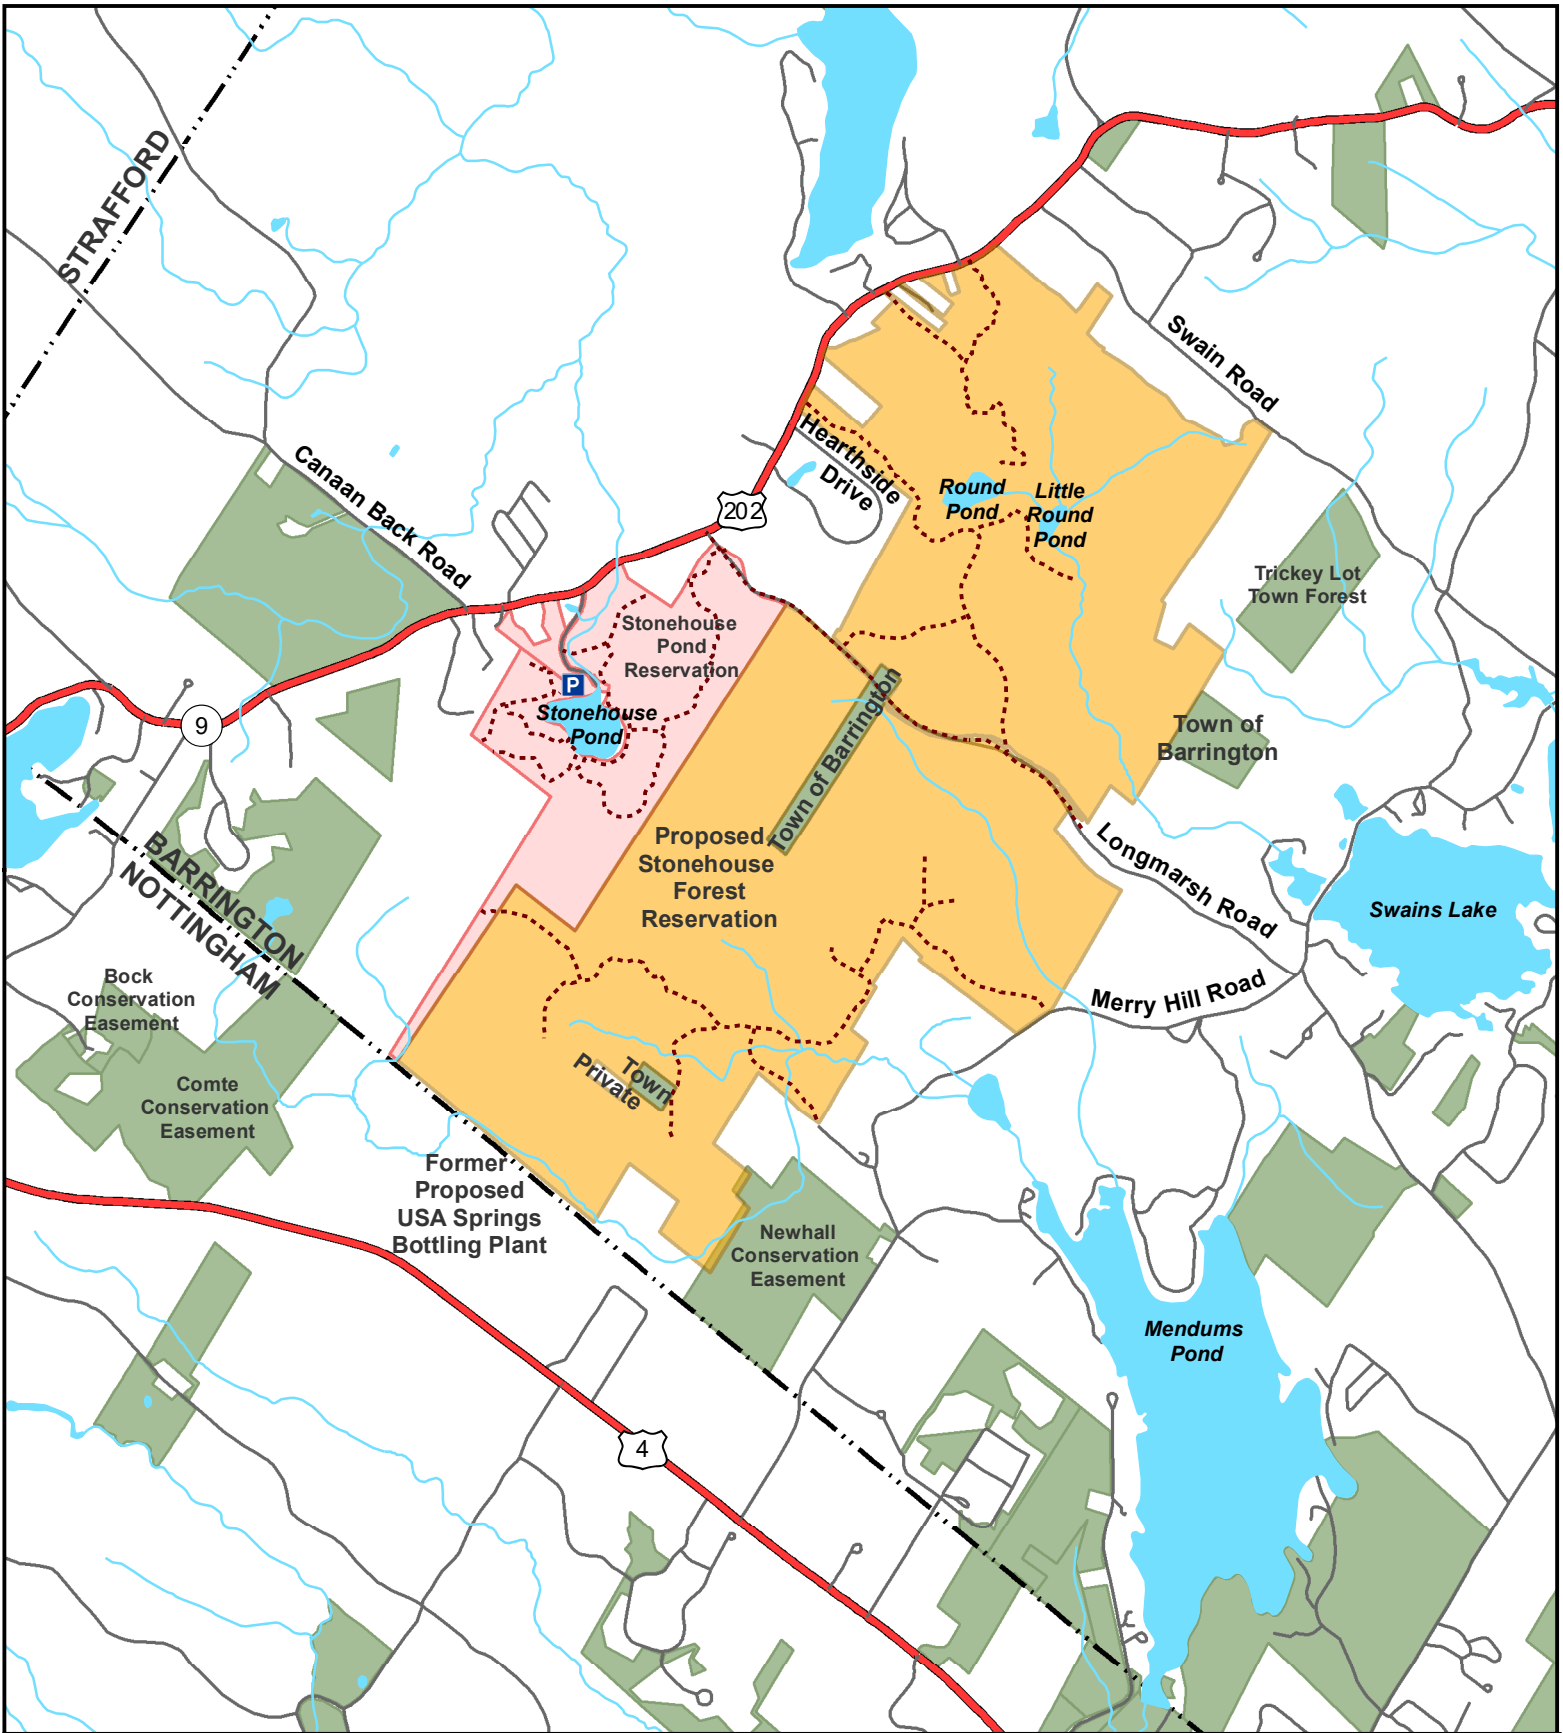 STRAFFORD
Swain Road
Canaan Back Road
Hearthside
Drive
202
Round
Pond
Little
Round
Pond
Trickey Lot
Town Forest
Stonehouse
Pond
Reservation
P
Stonehouse
Pond
9
Town of Barrington
Town of
Barrington
Proposed
Stonehouse
Forest
Reservation
Longmarsh Road
Swains Lake
BARRINGTON
NOTTINGHAM
Bock
Conservation
Easement
Merry Hill Road
Comte
Conservation
Easement
Town
Private
Former
Proposed
USA Springs
Bottling Plant
Newhall
Conservation
Easement
Mendums
Pond
4